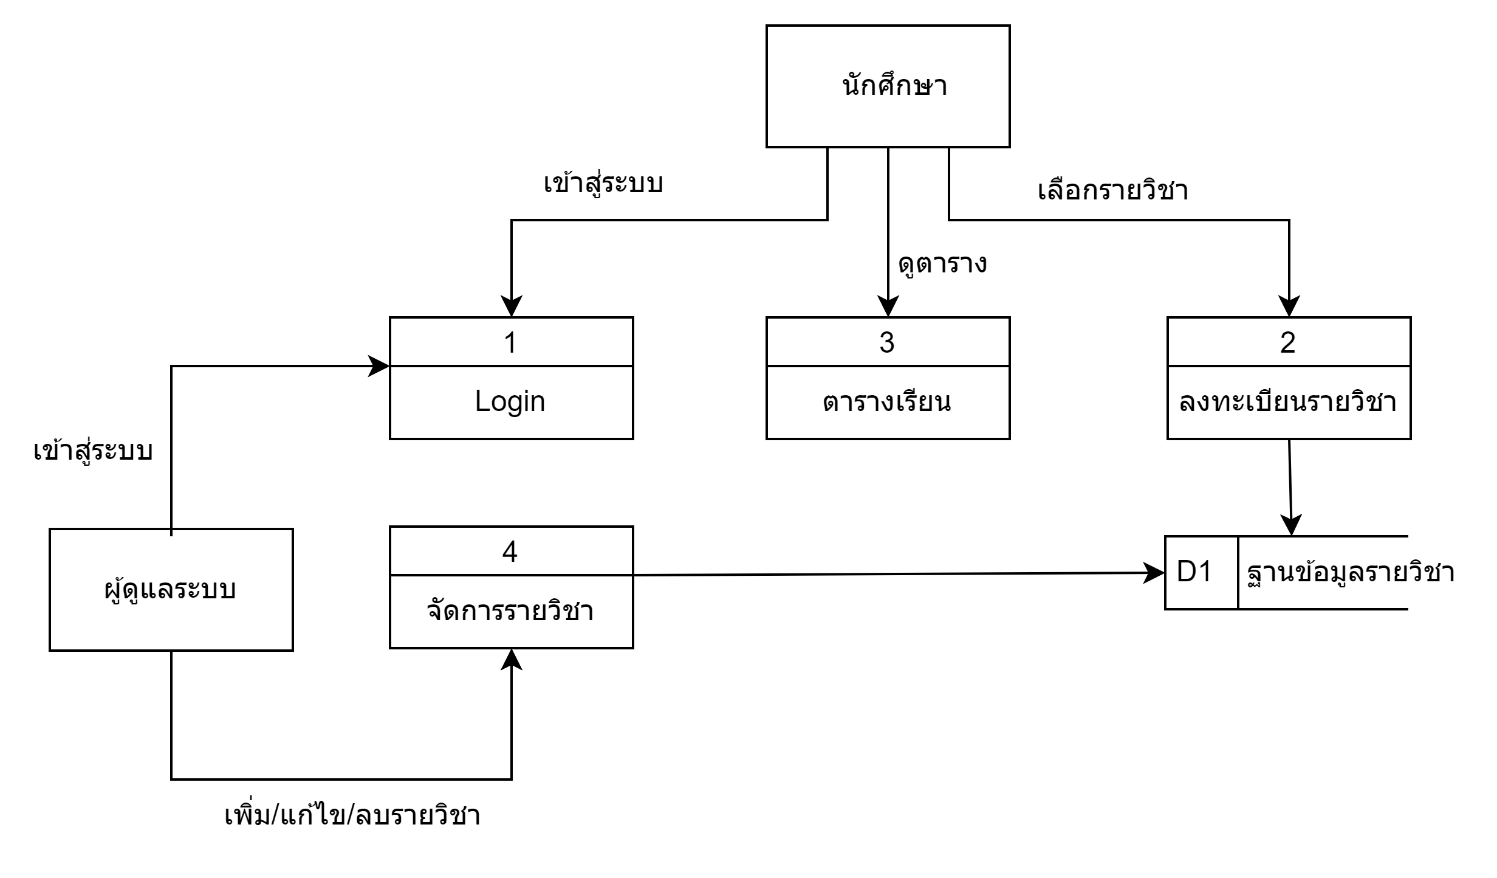 นักศึกษา
เข้าสู่ระบบ
เลือกรายวิชา
ดูตาราง
1
Login
3
ตารางเรียน
2
ลงทะเบียนรายวิชา
เข้าสู่ระบบ
ผู้ดูแลระบบ
4
จัดการรายวิชา
D1
ฐานข้อมูลรายวิชา
เพิ่ม/แก้ไข/ลบรายวิชา